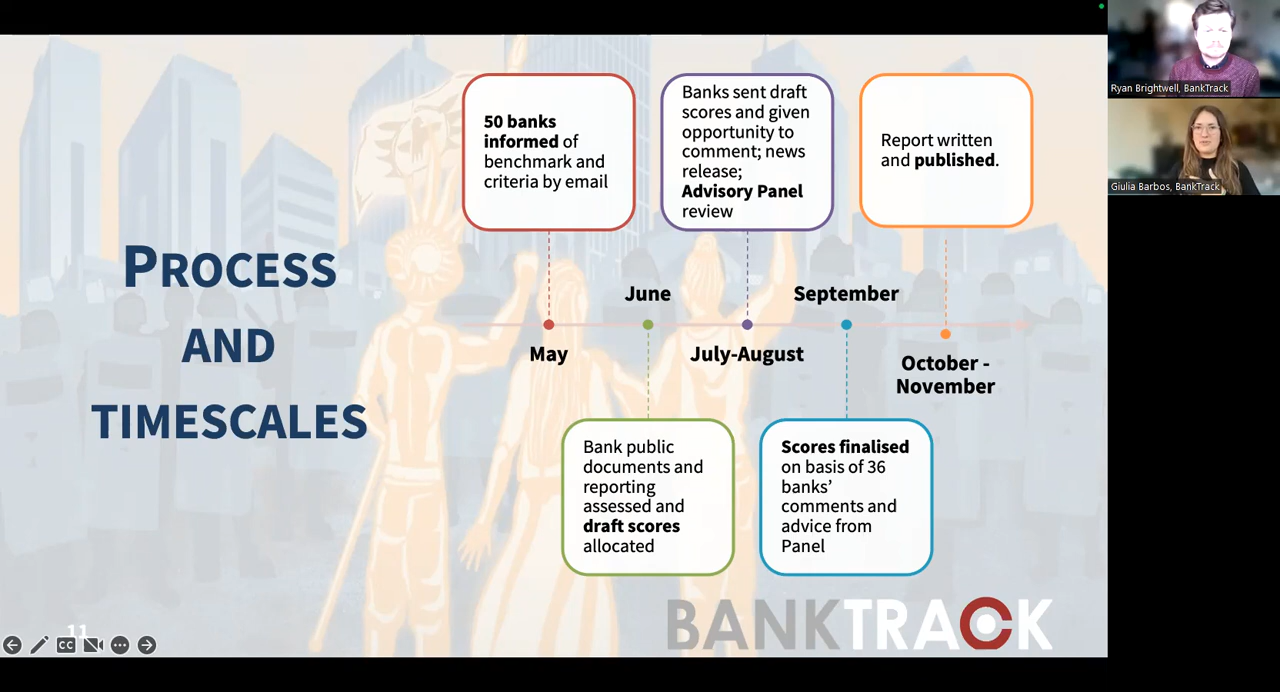 PROCESS
AND
TIMESCALES
50 banks
informed of
benchmark and
criteria by email
Banks sent draft
scores and given
opportunity to
comment; news
release;
Advisory Panel
review
Report written
and published.
June
September
May
July-August
October -
November
Bank public
documents and
reporting
assessed and
draft scores
allocated
Scores finalised
on basis of 36
banks’
comments and
advice from
Panel
BANKTRACK
11
CC
Ryan Brightwell, BankTrack
Giulia Barbos, BankTrack